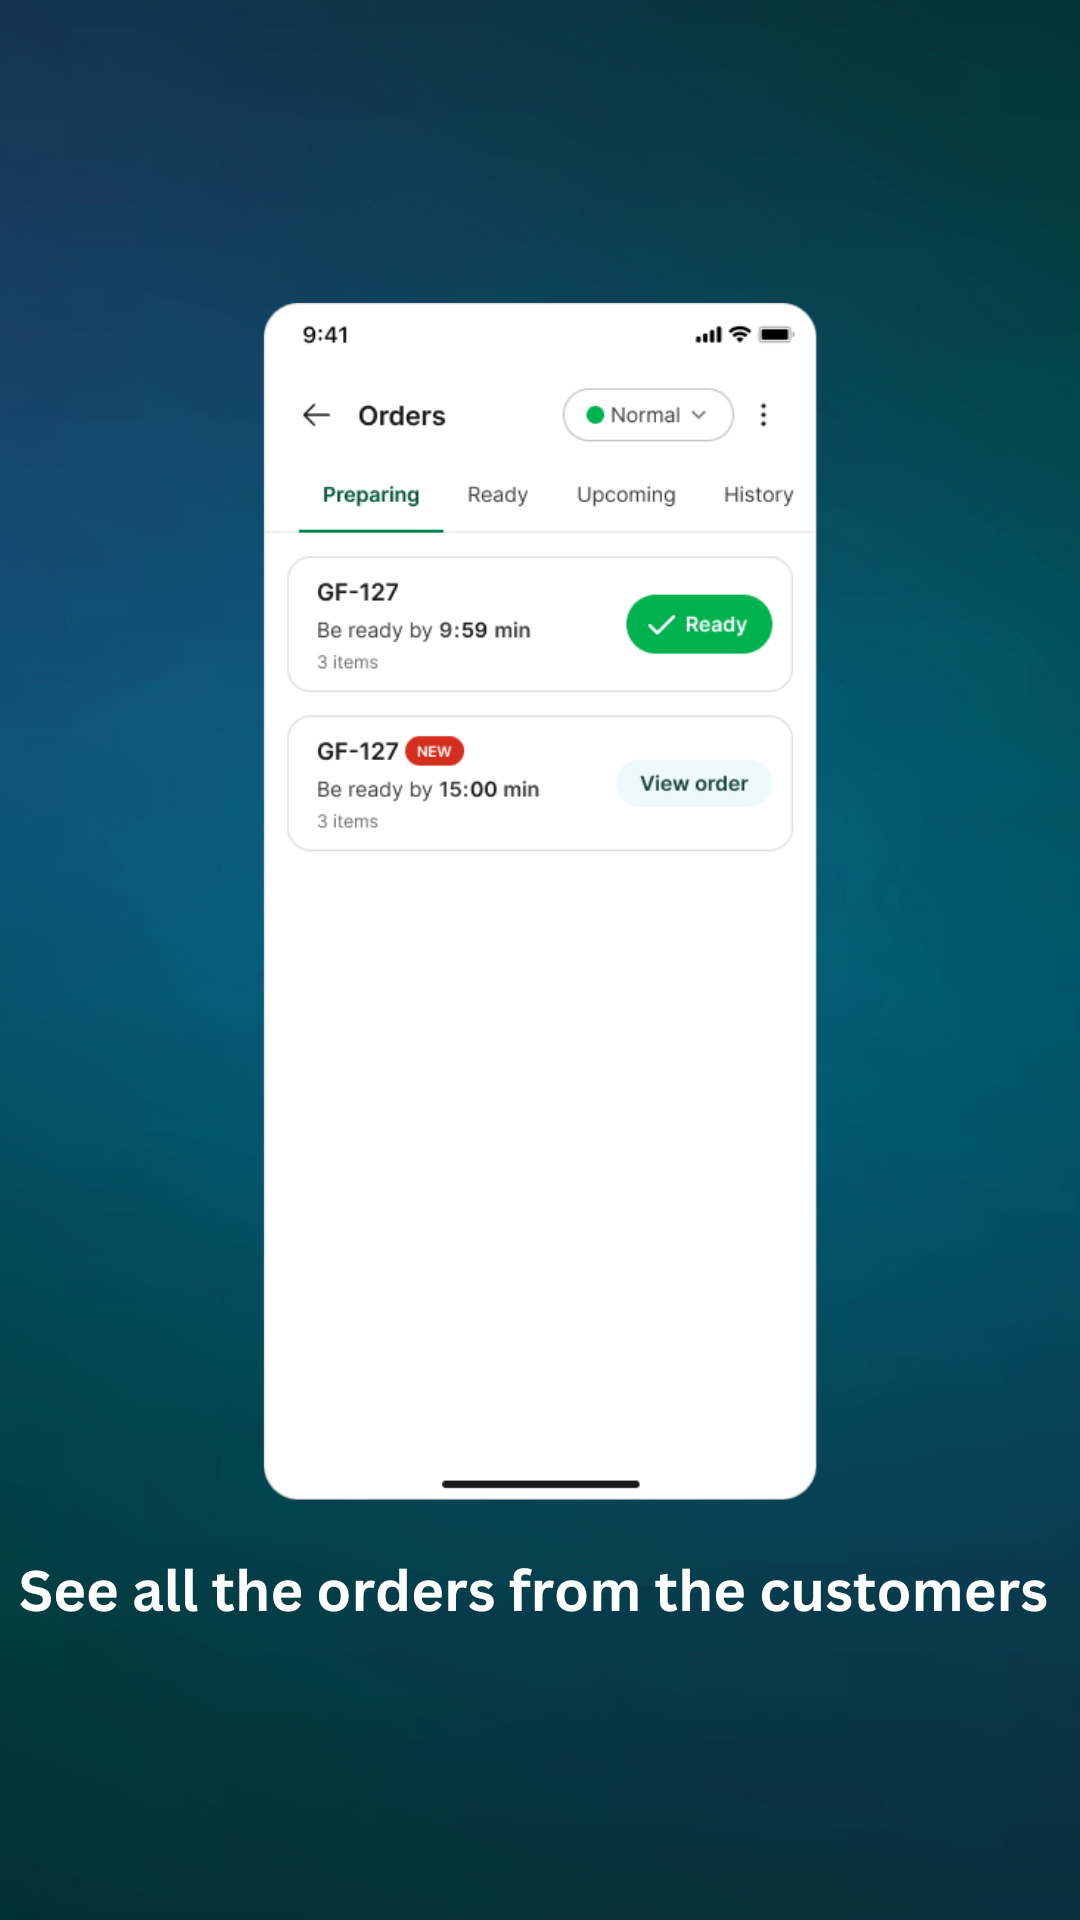 9:41
Orders
Normal
Preparing Ready Upcoming History
GF-127
Be ready by 9:59 min
3 items
Ready
GF-127 NEW
Be ready by 15:00 min
3 items
View order
See all the orders from the customers